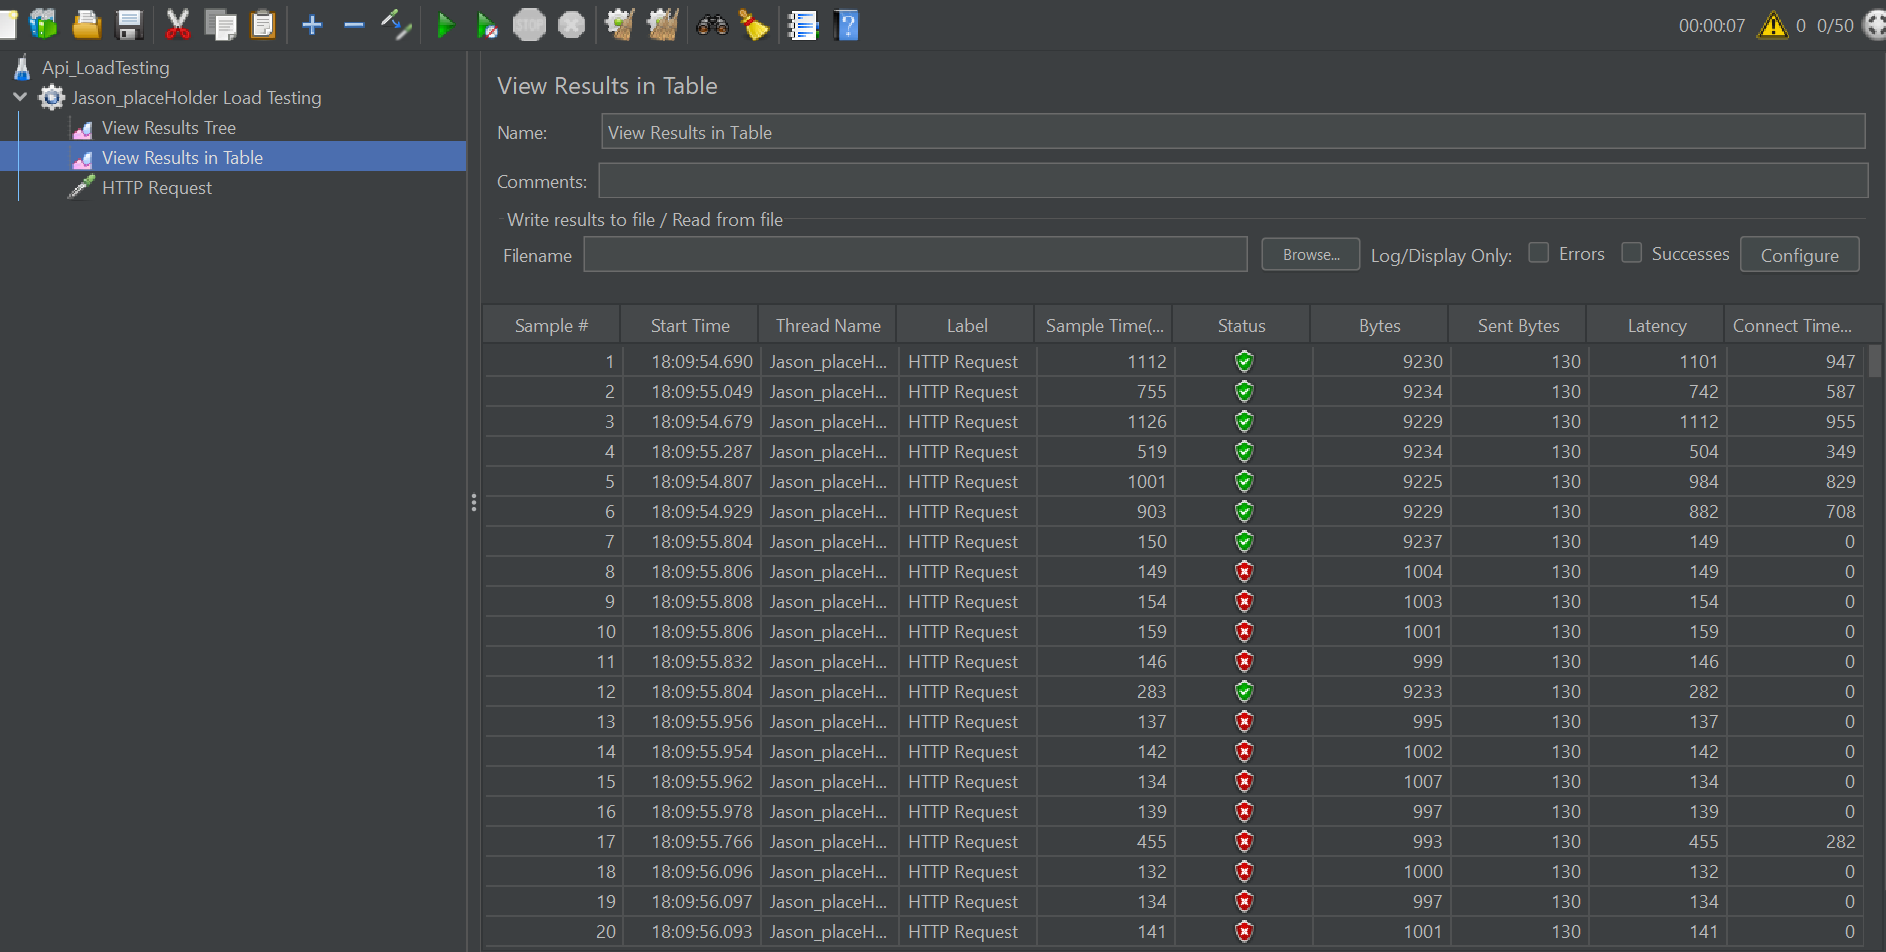 00:00:07 0 0/50
Api_LoadTesting
Jason_placeHolder Load Testing
View Results Tree
View Results in Table
HTTP Request
View Results in Table
Name: View Results in Table
Comments:
Write results to file / Read from file
Filename Browse... Log/Display Only: Errors Successes Configure
Sample # Start Time Thread Name Label Sample Time(... Status Bytes Sent Bytes Latency Connect Time...
1 18:09:54.690 Jason_placeH... HTTP Request 1112 9230 130 1101 947
2 18:09:55.049 Jason_placeH... HTTP Request 755 9234 130 742 587
3 18:09:54.679 Jason_placeH... HTTP Request 1126 9229 130 1112 955
4 18:09:55.287 Jason_placeH... HTTP Request 519 9234 130 504 349
5 18:09:54.807 Jason_placeH... HTTP Request 1001 9225 130 984 829
6 18:09:54.929 Jason_placeH... HTTP Request 903 9229 130 882 708
7 18:09:55.804 Jason_placeH... HTTP Request 150 9237 130 149 0
8 18:09:55.806 Jason_placeH... HTTP Request 149 1004 130 149 0
9 18:09:55.808 Jason_placeH... HTTP Request 154 1003 130 154 0
10 18:09:55.806 Jason_placeH... HTTP Request 159 1001 130 159 0
11 18:09:55.832 Jason_placeH... HTTP Request 146 999 130 146 0
12 18:09:55.804 Jason_placeH... HTTP Request 283 9233 130 282 0
13 18:09:55.956 Jason_placeH... HTTP Request 137 995 130 137 0
14 18:09:55.954 Jason_placeH... HTTP Request 142 1002 130 142 0
15 18:09:55.962 Jason_placeH... HTTP Request 134 1007 130 134 0
16 18:09:55.978 Jason_placeH... HTTP Request 139 997 130 139 0
17 18:09:55.766 Jason_placeH... HTTP Request 455 993 130 455 282
18 18:09:56.096 Jason_placeH... HTTP Request 132 1000 130 132 0
19 18:09:56.097 Jason_placeH... HTTP Request 134 997 130 134 0
20 18:09:56.093 Jason_placeH... HTTP Request 141 1001 130 141 0